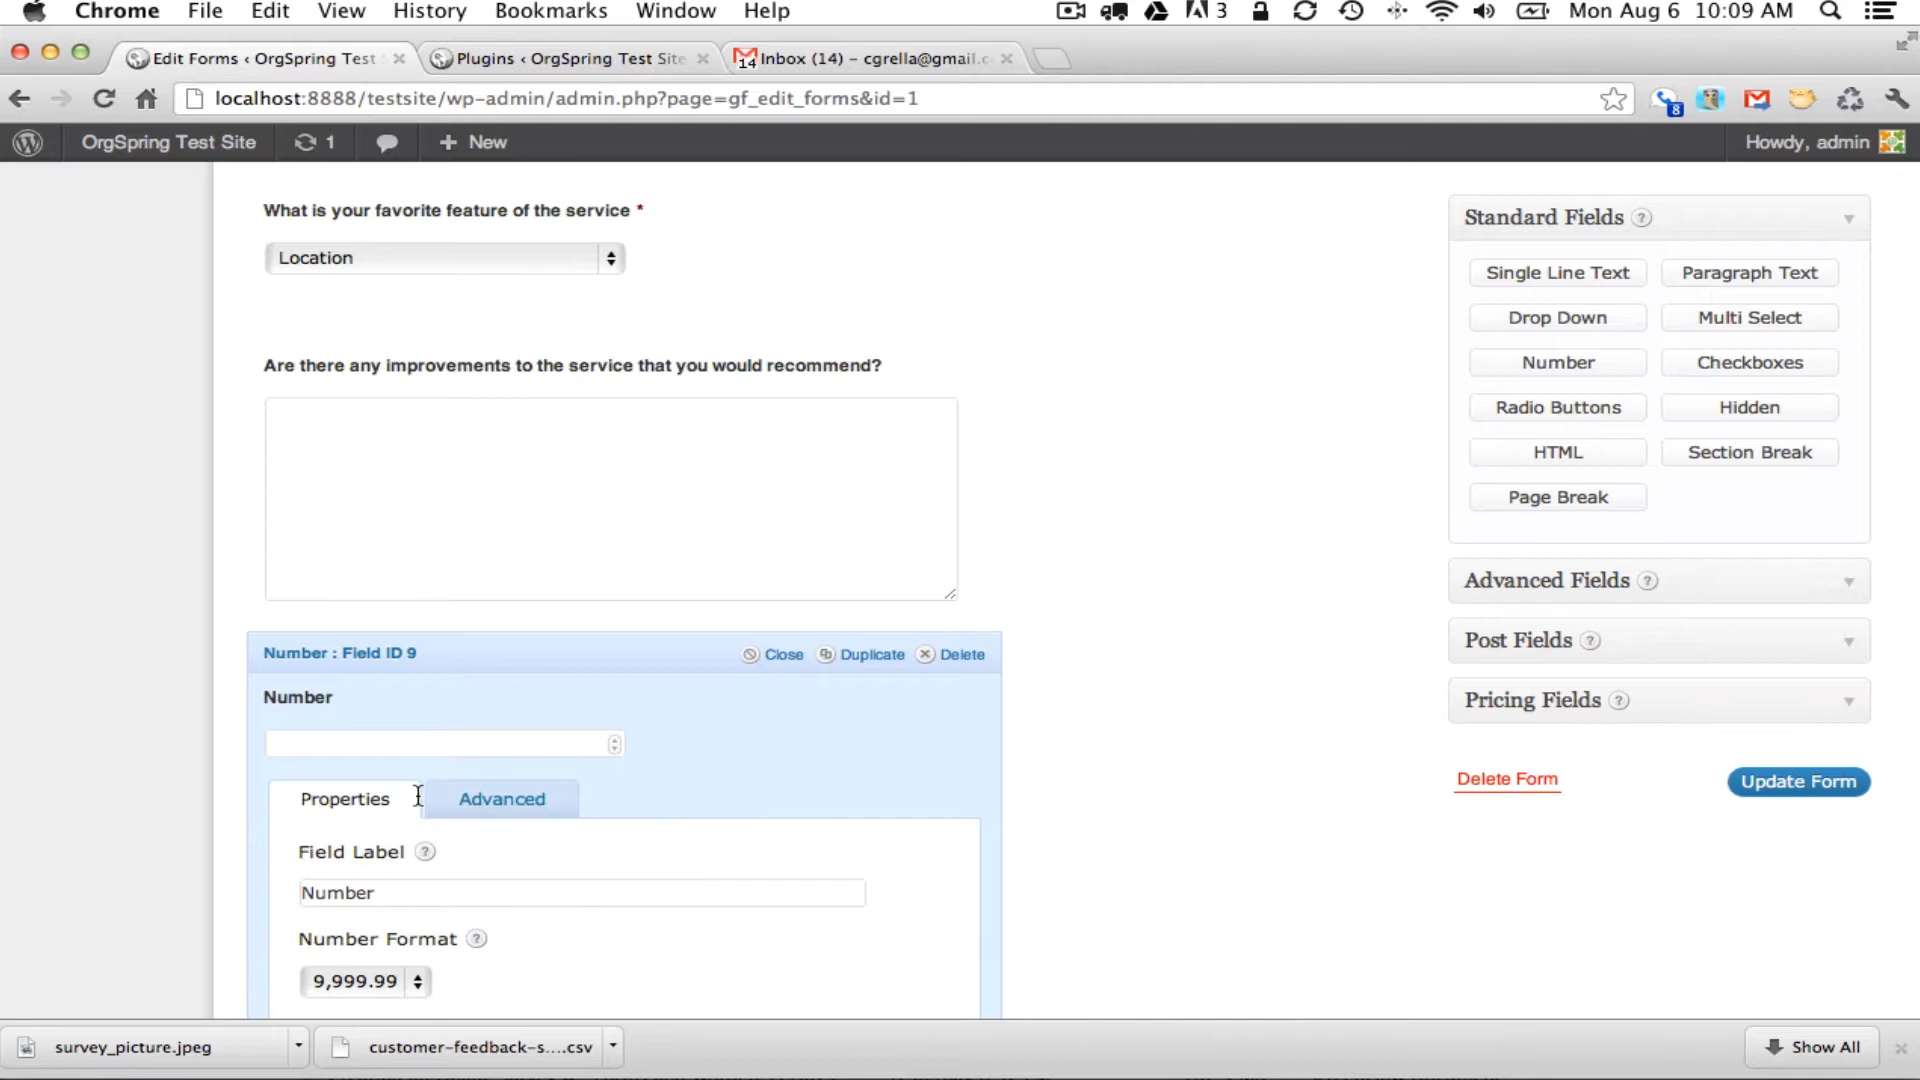 Chrome File Edit View History Bookmarks Window Help 3 Mon Aug 6 10:09 AM
Edit Forms ‹ OrgSpring Test Plugins ‹ OrgSpring Test Site 14 Inbox (14) – cgrella@gmail.c
localhost:8888/testsite/wp-admin/admin.php?page=gf_edit_forms&id=1 8
OrgSpring Test Site 1 + New Howdy, admin
What is your favorite feature of the service *
Location
Are there any improvements to the service that you would recommend?
Number : Field ID 9 Close Duplicate Delete
Number
Properties Advanced
Field Label ?
Number
Number Format ?
9,999.99
Standard Fields ?
Single Line Text Paragraph Text
Drop Down Multi Select
Number Checkboxes
Radio Buttons Hidden
HTML Section Break
Page Break
Advanced Fields ?
Post Fields ?
Pricing Fields ?
Delete Form Update Form
survey_picture.jpeg customer-feedback-s....csv Show All